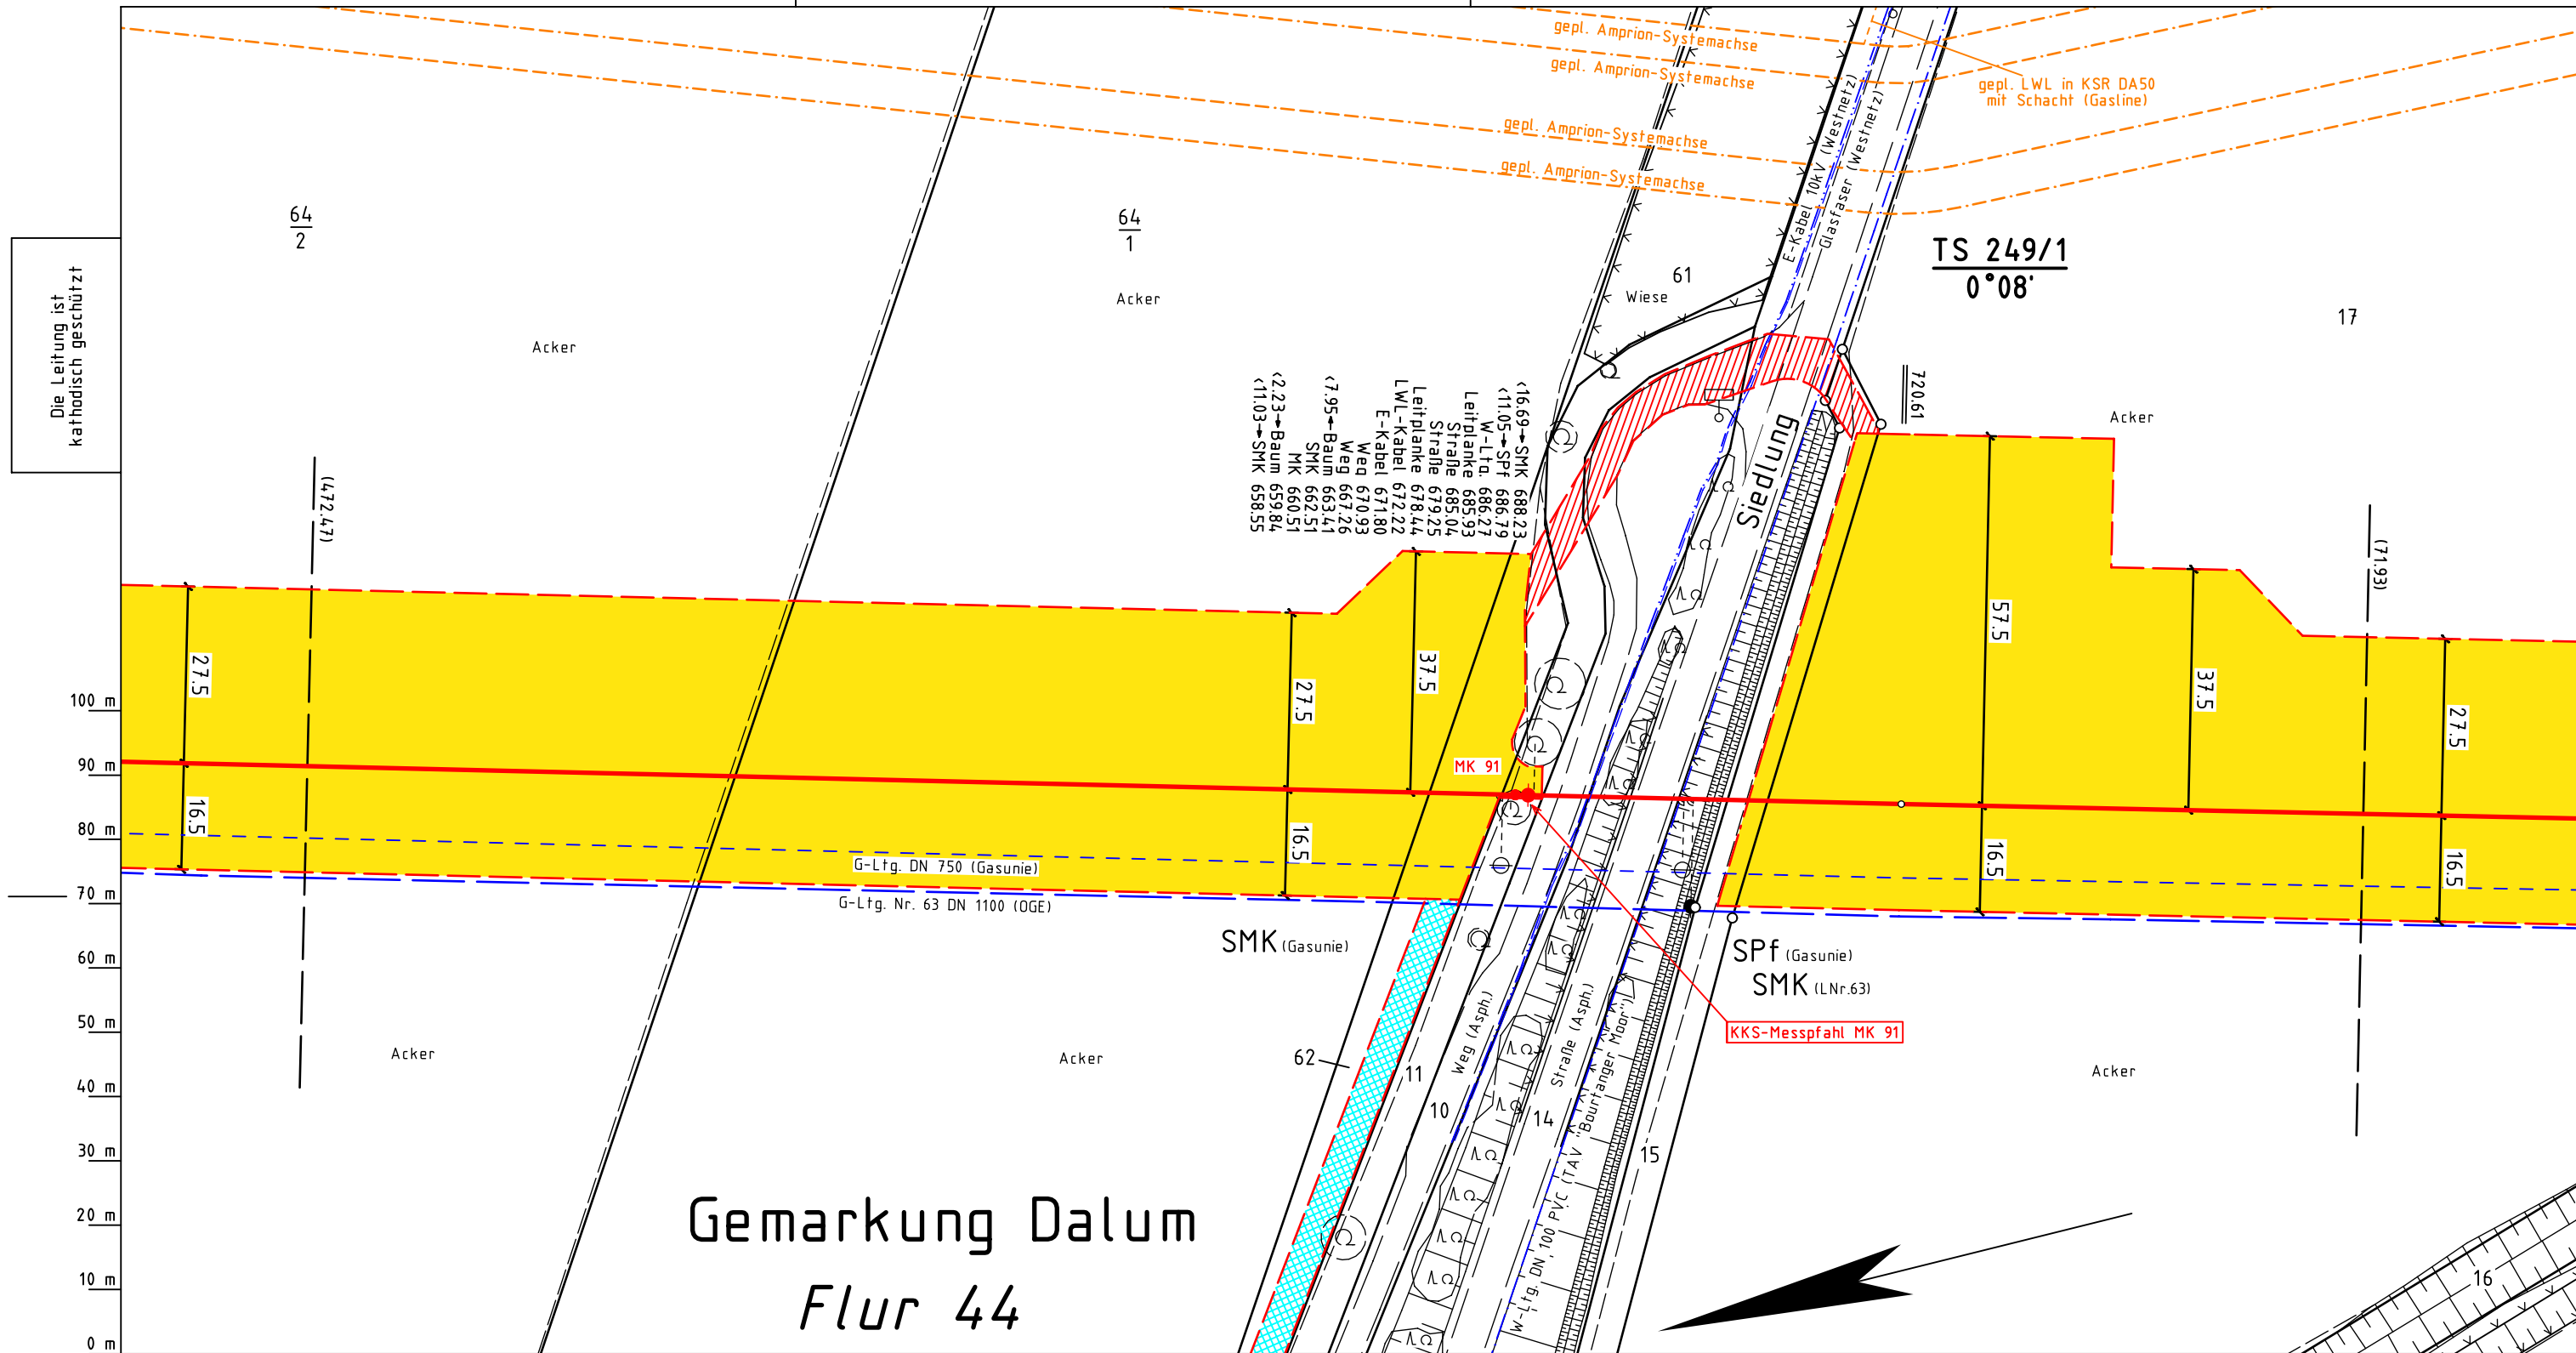 gepl. Amprion-Systemachse
gepl. Amprion-Systemachse
gepl. Amprion-Systemachse
gepl. Amprion-Systemachse
gepl. LWL in KSR DA50
mit Schacht (Gasline)
E-Kabel 10kV (Westnetz)
Glasfaser (Westnetz)
64
2
64
1
61
Wiese
TS 249/1
0°08'
17
Die Leitung ist
kathodisch geschützt
Acker
Acker
Acker
720.61
Siedlung
<16.69→SMK 688.23
<11.05→SPf 686.79
W-Ltg. 686.27
Leitplanke 685.93
Straße 685.04
Straße 679.25
Leitplanke 678.44
LWL-Kabel 672.22
E-Kabel 671.80
Weg 670.93
Weg 667.26
<7.95→Baum 663.41
SMK 662.51
MK 660.51
<2.23→Baum 659.84
<11.03→SMK 658.55
(472.47)
(71.93)
27.5
16.5
27.5
16.5
37.5
57.5
16.5
37.5
27.5
16.5
MK 91
G-Ltg. DN 750 (Gasunie)
G-Ltg. Nr. 63 DN 1100 (OGE)
SMK (Gasunie)
SPf (Gasunie)
SMK (LNr.63)
KKS-Messpfahl MK 91
100 m
90 m
80 m
70 m
60 m
50 m
40 m
30 m
20 m
10 m
0 m
Acker
Acker
Acker
62
11
10
14
15
16
Weg (Asph.)
Straße (Asph.)
W-Ltg. DN 100 PVC (TAV "Bourtanger Moor")
Gemarkung Dalum
Flur 44